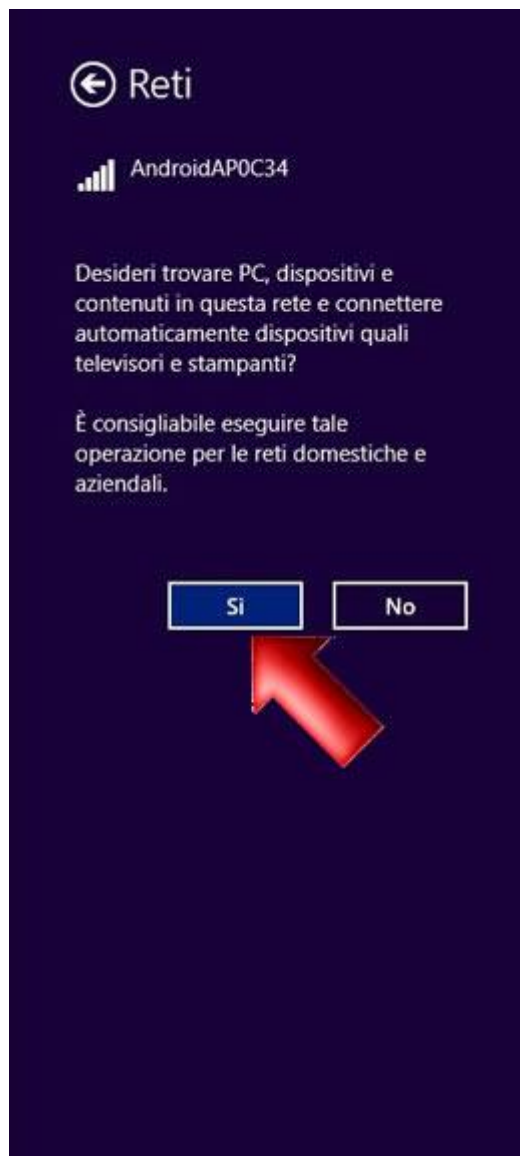 Reti
AndroidAP0C34
Desideri trovare PC, dispositivi e
contenuti in questa rete e connettere
automaticamente dispositivi quali
televisori e stampanti?
È consigliabile eseguire tale
operazione per le reti domestiche e
aziendali.
Sì No